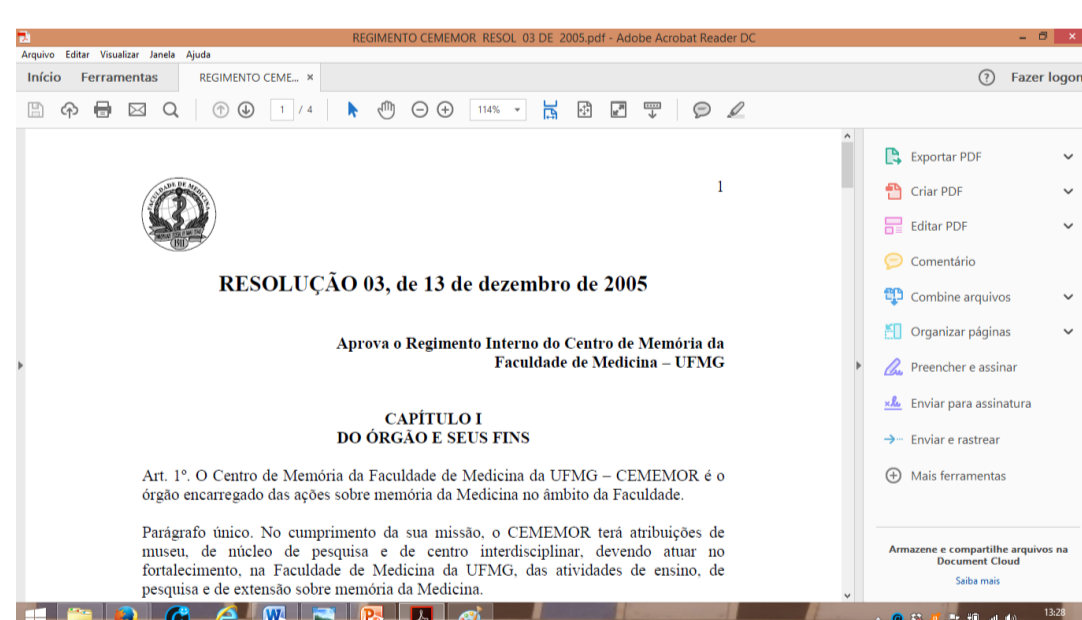 REGIMENTO CEMEMOR RESOL 03 DE 2005.pdf - Adobe Acrobat Reader DC
Arquivo Editar Visualizar Janela Ajuda
Início Ferramentas REGIMENTO CEME... × ? Fazer logon
1 / 4 114%
1
FACULDADE DE MEDICINA
1911
RESOLUÇÃO 03, de 13 de dezembro de 2005
Aprova o Regimento Interno do Centro de Memória da
Faculdade de Medicina – UFMG
CAPÍTULO I
DO ÓRGÃO E SEUS FINS
Art. 1º. O Centro de Memória da Faculdade de Medicina da UFMG – CEMEMOR é o
órgão encarregado das ações sobre memória da Medicina no âmbito da Faculdade.
Parágrafo único. No cumprimento da sua missão, o CEMEMOR terá atribuições de
museu, de núcleo de pesquisa e de centro interdisciplinar, devendo atuar no
fortalecimento, na Faculdade de Medicina da UFMG, das atividades de ensino, de
pesquisa e de extensão sobre memória da Medicina.
Exportar PDF
Criar PDF
Editar PDF
Comentário
Combine arquivos
Organizar páginas
Preencher e assinar
Enviar para assinatura
Enviar e rastrear
Mais ferramentas
Armazene e compartilhe arquivos na
Document Cloud
Saiba mais
13:28